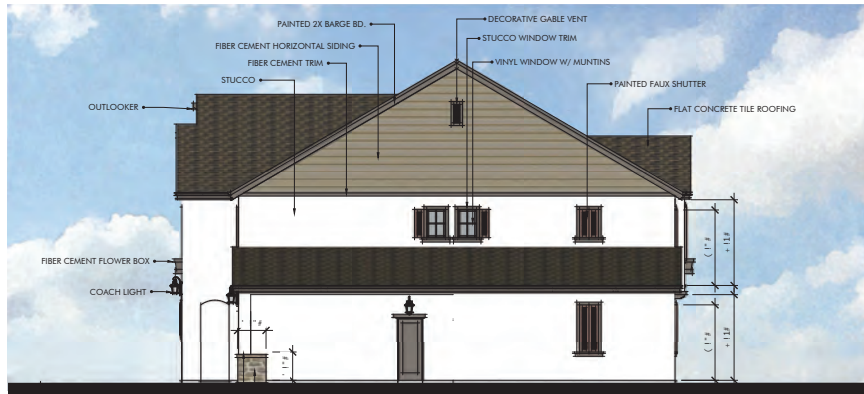 DECORATIVE GABLE VENT
PAINTED 2X BARGE BD.
STUCCO WINDOW TRIM
FIBER CEMENT HORIZONTAL SIDING
FIBER CEMENT TRIM
VINYL WINDOW W/ MUNTINS
STUCCO
PAINTED FAUX SHUTTER
OUTLOOKER
FLAT CONCRETE TILE ROOFING
FIBER CEMENT FLOWER BOX
COACH LIGHT